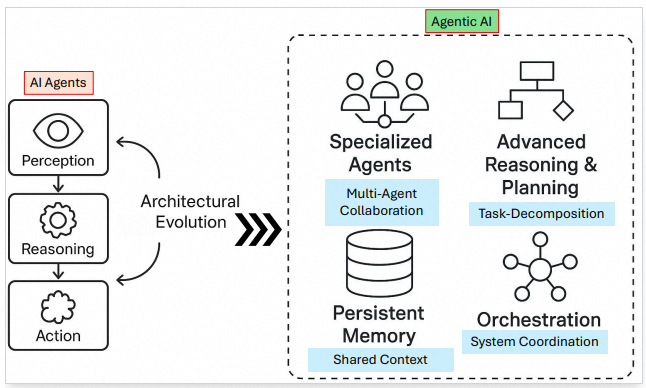 Agentic AI
AI Agents
Perception
Reasoning
Action
Architectural
Evolution
Specialized
Agents
Multi-Agent
Collaboration
Advanced
Reasoning &
Planning
Task-Decomposition
Persistent
Memory
Shared Context
Orchestration
System Coordination